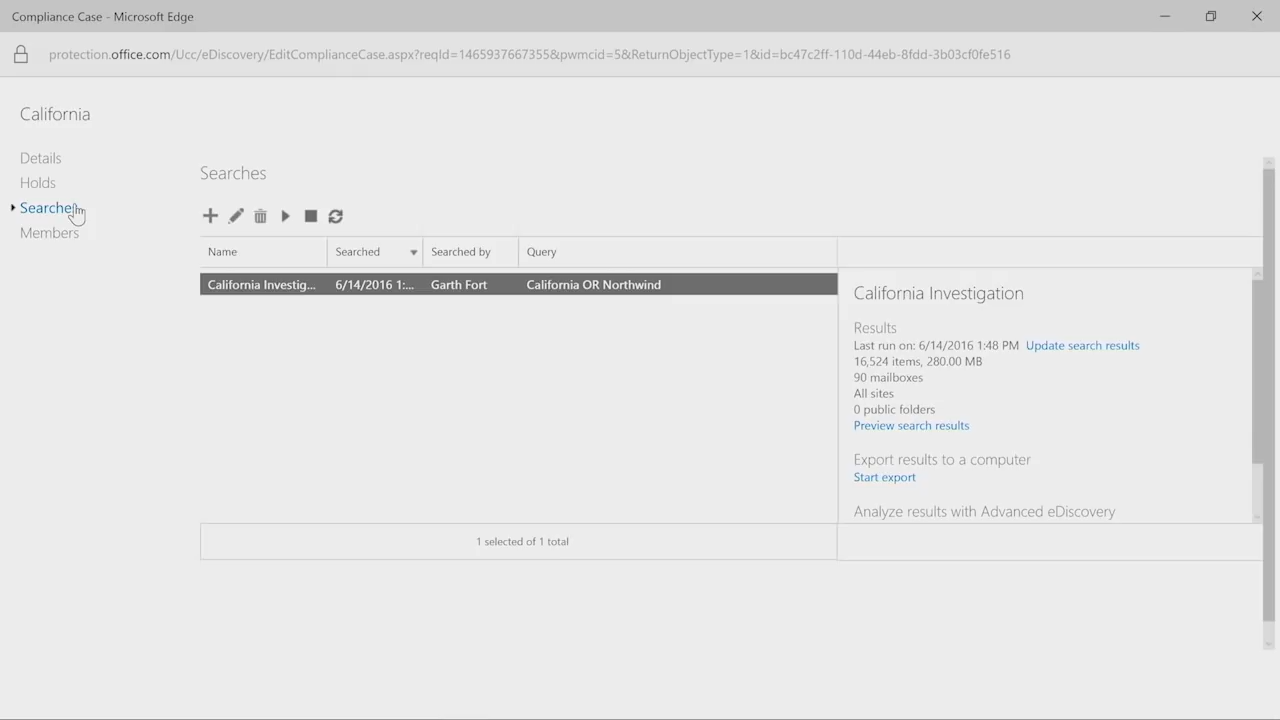 Compliance Case - Microsoft Edge
protection.office.com/Ucc/eDiscovery/EditComplianceCase.aspx?reqId=1465937667355&pwmcid=5&ReturnObjectType=1&id=bc47c2ff-110d-44eb-8fdd-3b03cf0fe516
California
Details
Holds
Searches
Members
Searches
Name Searched Searched by Query
California Investig... 6/14/2016 1:... Garth Fort California OR Northwind
1 selected of 1 total
California Investigation
Results
Last run on: 6/14/2016 1:48 PM Update search results
16,524 items, 280.00 MB
90 mailboxes
All sites
0 public folders
Preview search results
Export results to a computer
Start export
Analyze results with Advanced eDiscovery